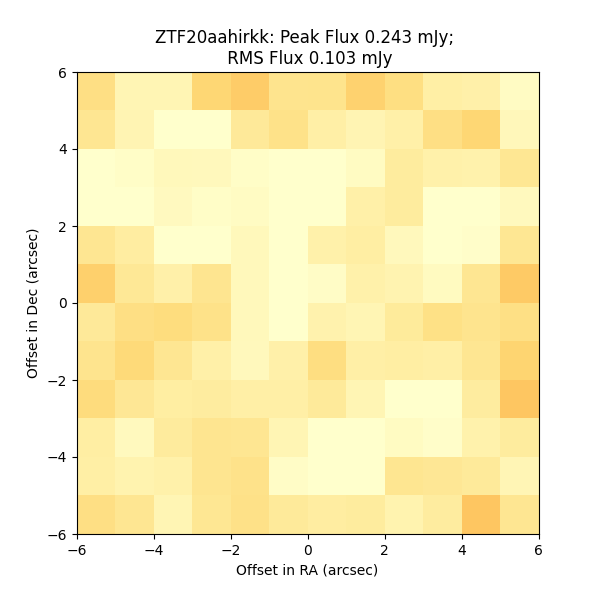 ZTF20aahirkk: Peak Flux 0.243 mJy;
RMS Flux 0.103 mJy
6
4
2
0
−2
−4
−6
Offset in Dec (arcsec)
−6 −4 −2 0 2 4 6
Offset in RA (arcsec)